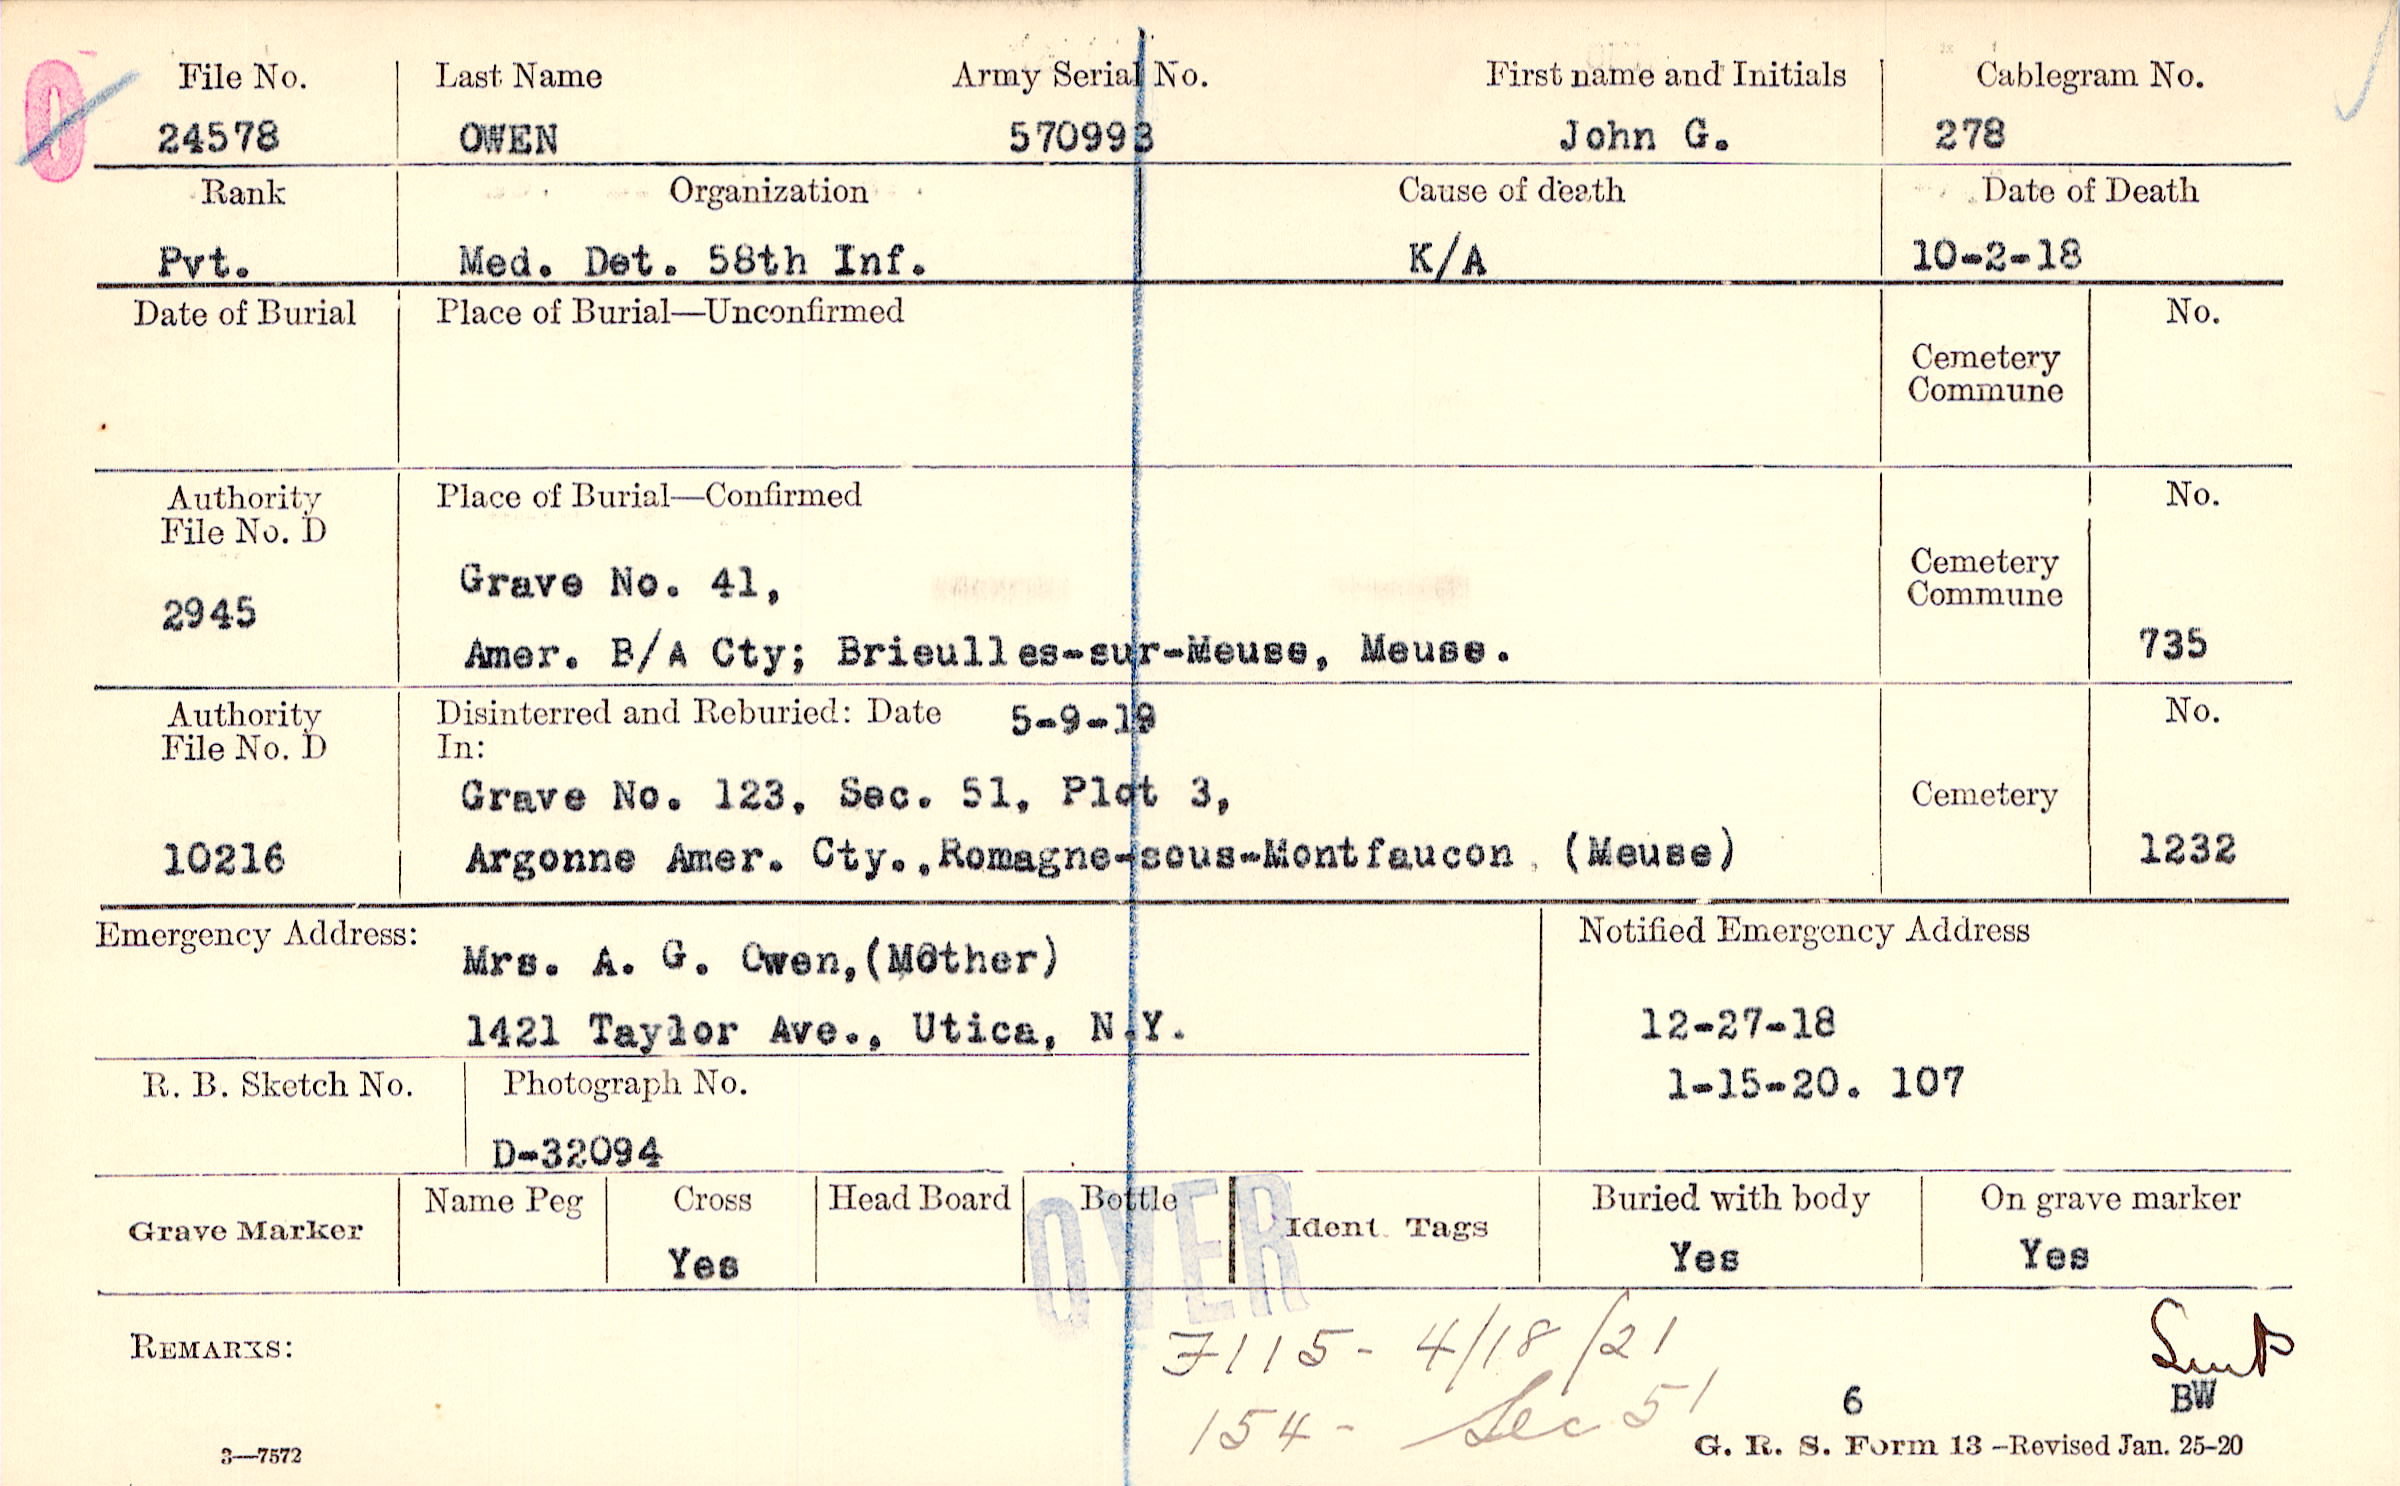 0
File No. Last Name Army Serial No. First name and Initials Cablegram No.
24578 OWEN 570993 John G. 278
Rank Organization Cause of death Date of Death
Pvt. Med. Det. 58th Inf. K/A 10-2-18
Date of Burial Place of Burial—Unconfirmed No.
Cemetery
Commune
Authority Place of Burial—Confirmed No.
File No. D
Grave No. 41, Cemetery
Commune
2945
Amer. B/A Cty; Brieulles-sur-Meuse, Meuse. 735
Authority Disinterred and Reburied: Date 5-9-19 No.
File No. D In:
Grave No. 123, Sec. 51, Plot 3, Cemetery
10216 Argonne Amer. Cty., Romagne-sous-Montfaucon, (Meuse) 1232
Emergency Address: Notified Emergency Address
Mrs. A. G. Owen,(Mother)
1421 Taylor Ave., Utica, N.Y. 12-27-18
R. B. Sketch No. Photograph No. 1-15-20. 107
D-32094
Grave Marker Name Peg Cross Head Board Bottle Ident. Tags Buried with body On grave marker
Yes Yes Yes
OVER
REMARKS: 7115- 4/18/21
154- Sec 51 6 BW
3—7572 G. R. S. Form 13 —Revised Jan. 25-20